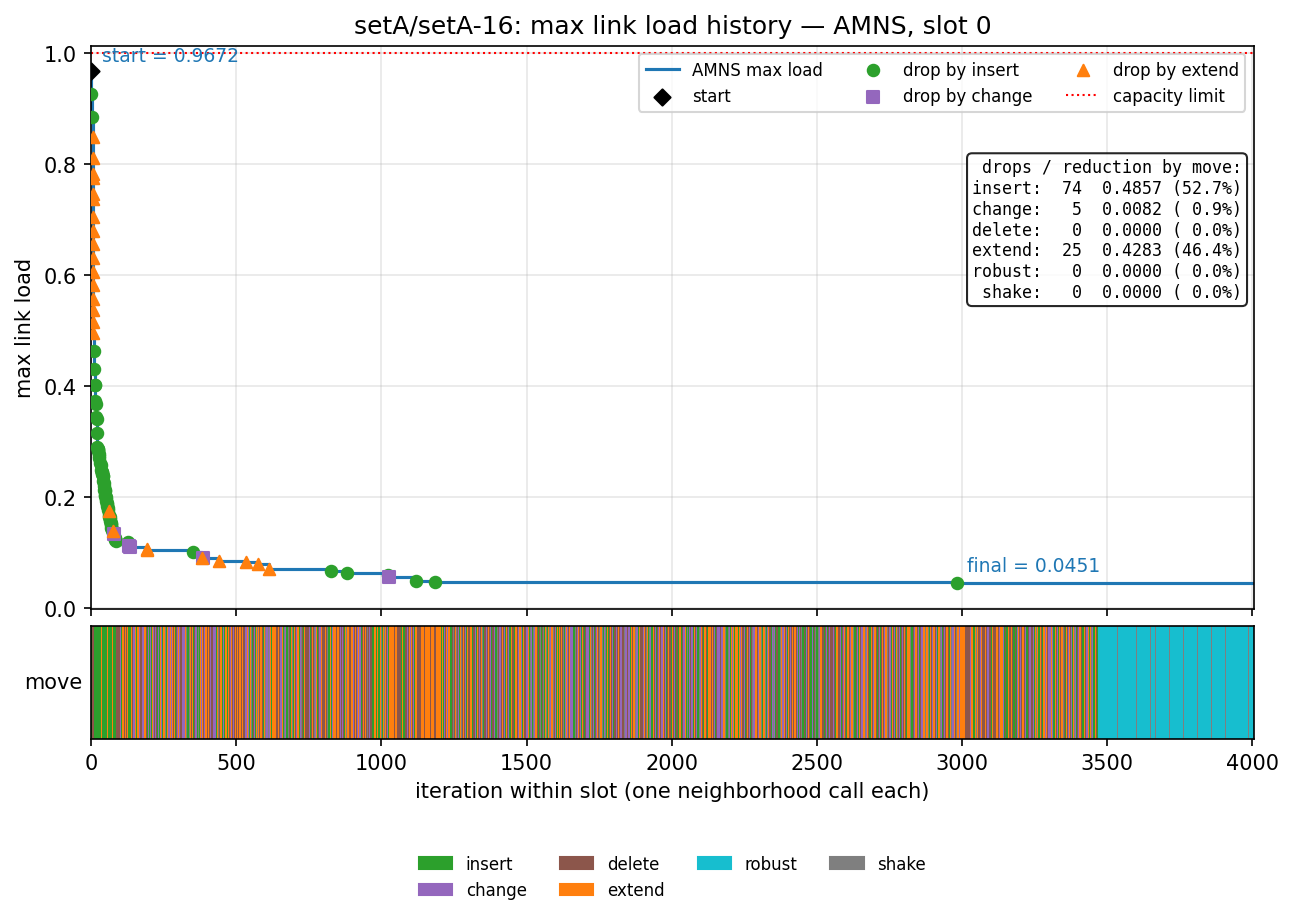 setA/setA-16: max link load history — AMNS, slot 0
start = 0.9672
AMNS max load
start
drop by insert
drop by change
drop by extend
capacity limit
drops / reduction by move:
insert: 74 0.4857 (52.7%)
change: 5 0.0082 ( 0.9%)
delete: 0 0.0000 ( 0.0%)
extend: 25 0.4283 (46.4%)
robust: 0 0.0000 ( 0.0%)
shake: 0 0.0000 ( 0.0%)
max link load
1.0
0.8
0.6
0.4
0.2
0.0
final = 0.0451
move
0 500 1000 1500 2000 2500 3000 3500 4000
iteration within slot (one neighborhood call each)
insert delete robust shake
change extend